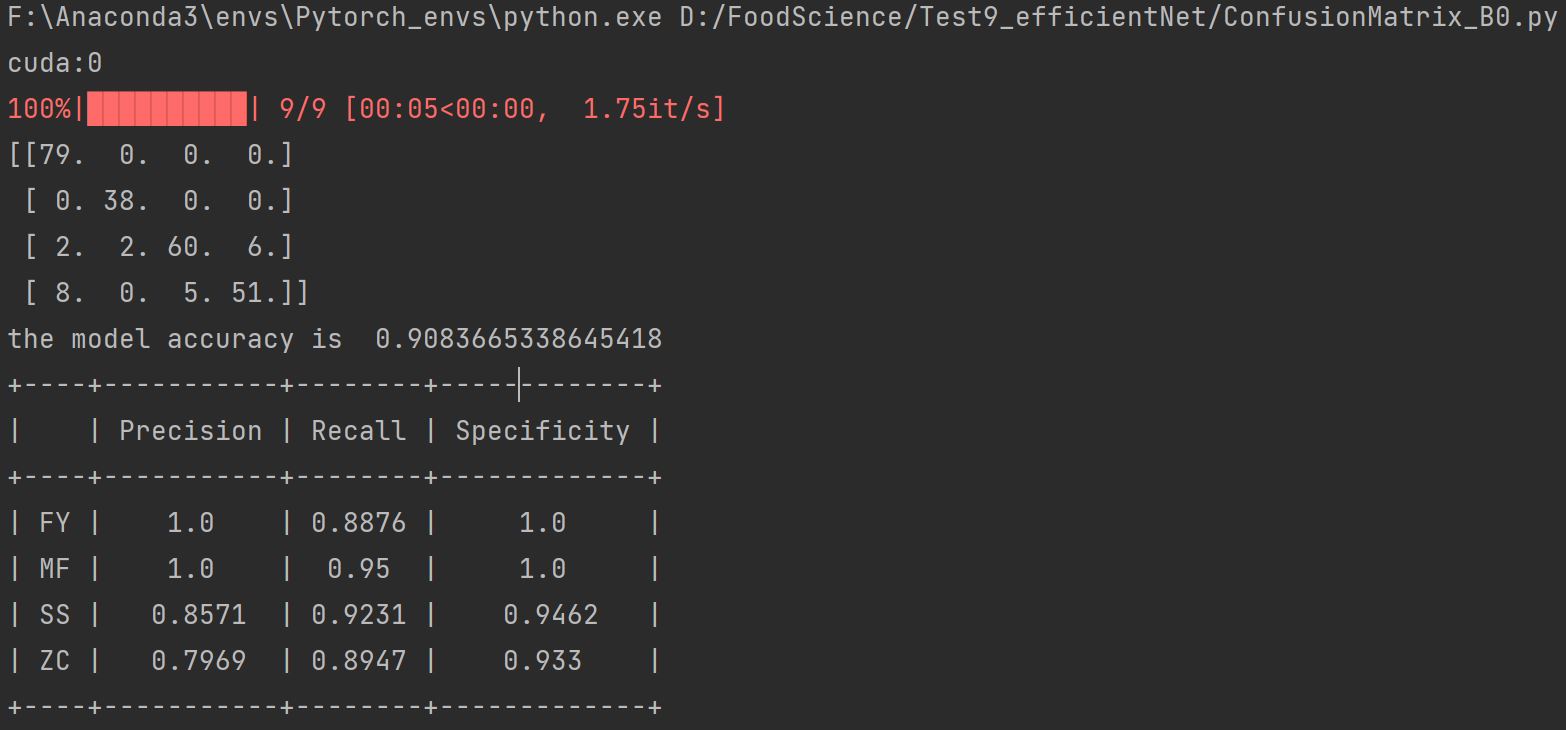 F:\Anaconda3\envs\Pytorch_envs\python.exe D:/FoodScience/Test9_efficientNet/ConfusionMatrix_B0.py
cuda:0
100%|██████████| 9/9 [00:05<00:00,  1.75it/s]
[[79.  0.  0.  0.]
 [ 0. 38.  0.  0.]
 [ 2.  2. 60.  6.]
 [ 8.  0.  5. 51.]]
the model accuracy is  0.9083665338645418
+----+-----------+--------+-------------+
|    | Precision | Recall | Specificity |
+----+-----------+--------+-------------+
| FY |    1.0    | 0.8876 |     1.0     |
| MF |    1.0    |  0.95  |     1.0     |
| SS |   0.8571  | 0.9231 |    0.9462   |
| ZC |   0.7969  | 0.8947 |    0.933    |
+----+-----------+--------+-------------+